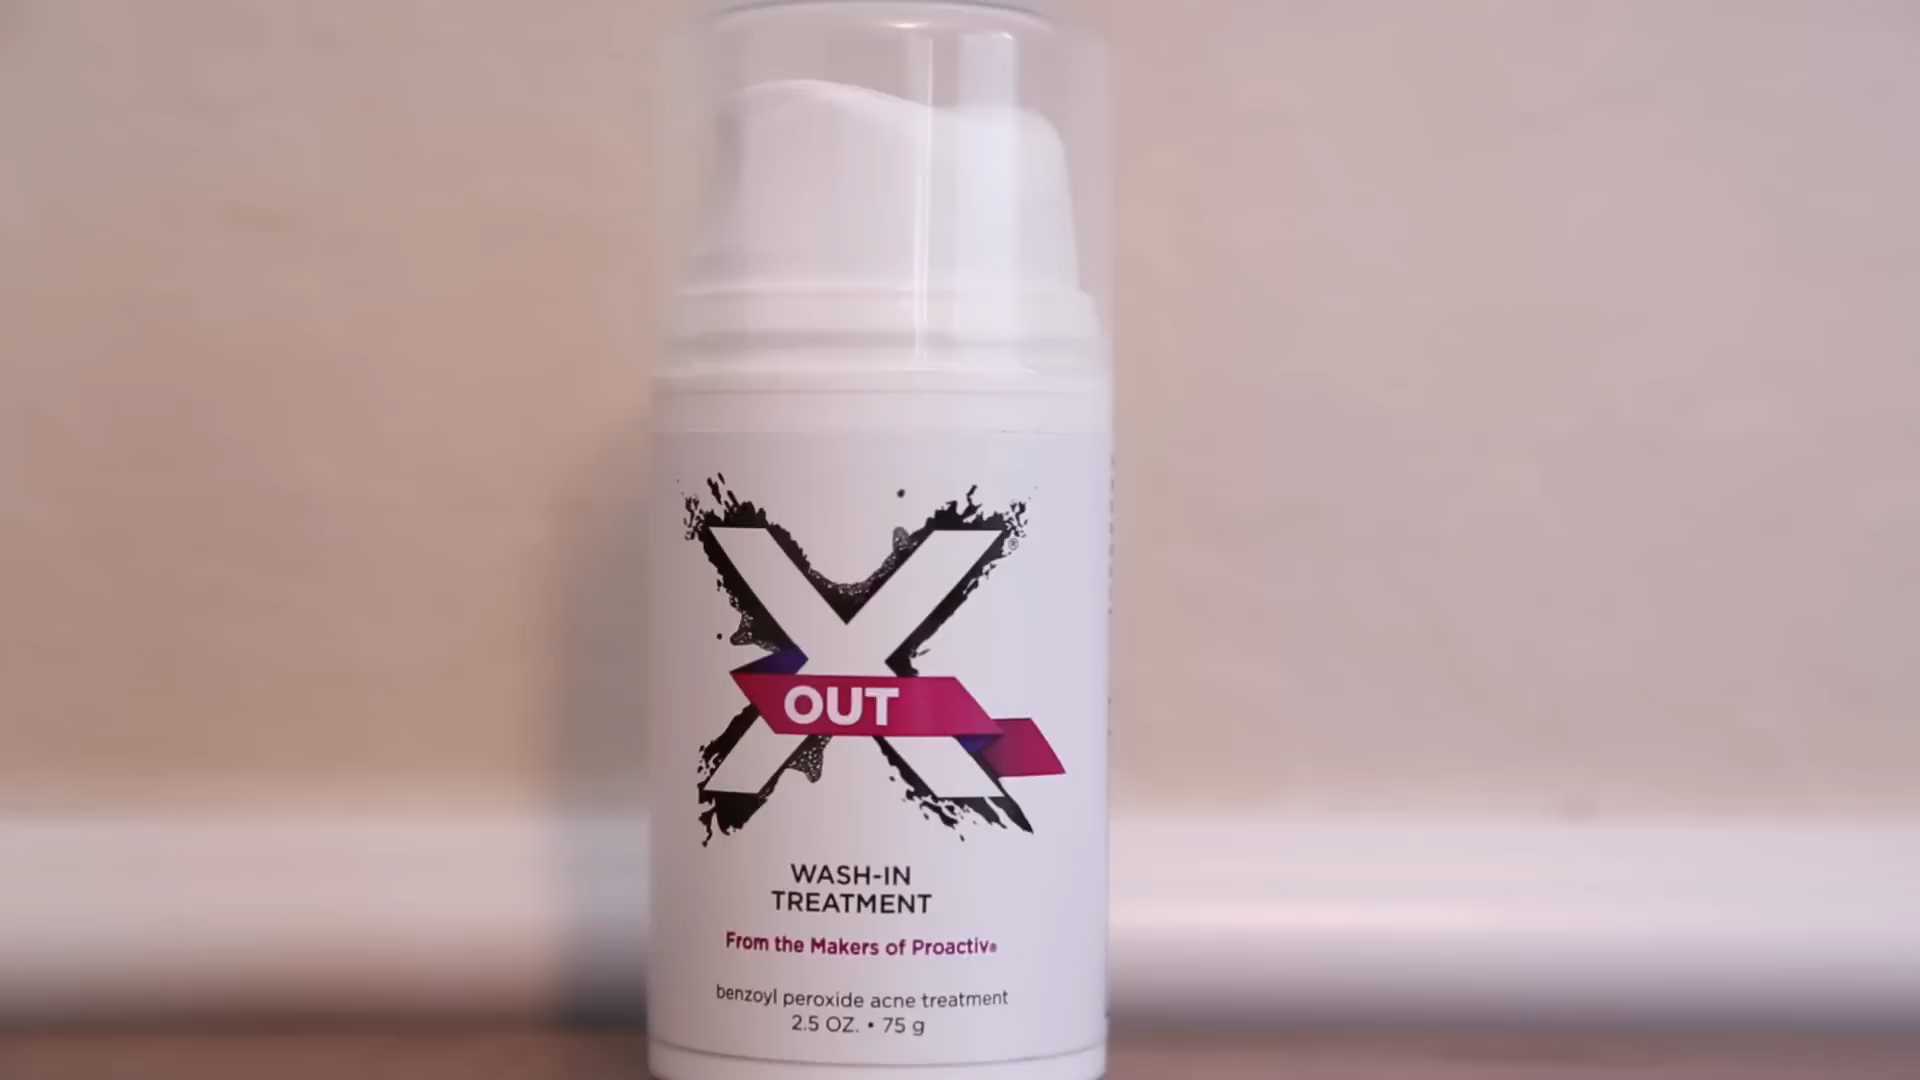 X
OUT
WASH-IN
TREATMENT
From the Makers of Proactiv®
benzoyl peroxide acne treatment
2.5 OZ. • 75 g